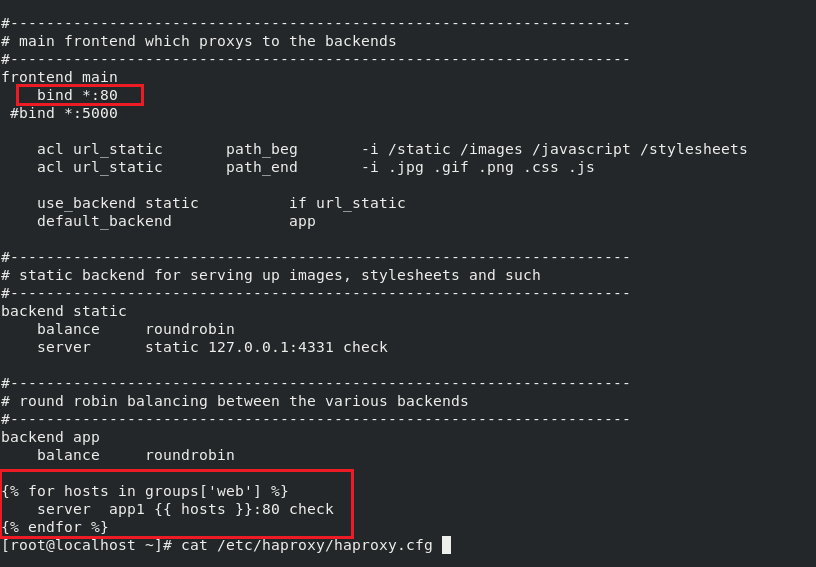 #---------------------------------------------------------------------
# main frontend which proxys to the backends
#---------------------------------------------------------------------
frontend main
    bind *:80
 #bind *:5000
    acl url_static       path_beg       -i /static /images /javascript /stylesheets
    acl url_static       path_end       -i .jpg .gif .png .css .js
    use_backend static          if url_static
    default_backend             app
#---------------------------------------------------------------------
# static backend for serving up images, stylesheets and such
#---------------------------------------------------------------------
backend static
    balance     roundrobin
    server      static 127.0.0.1:4331 check
#---------------------------------------------------------------------
# round robin balancing between the various backends
#---------------------------------------------------------------------
backend app
    balance     roundrobin
{% for hosts in groups['web'] %}
    server  app1 {{ hosts }}:80 check
{% endfor %}
[root@localhost ~]# cat /etc/haproxy/haproxy.cfg